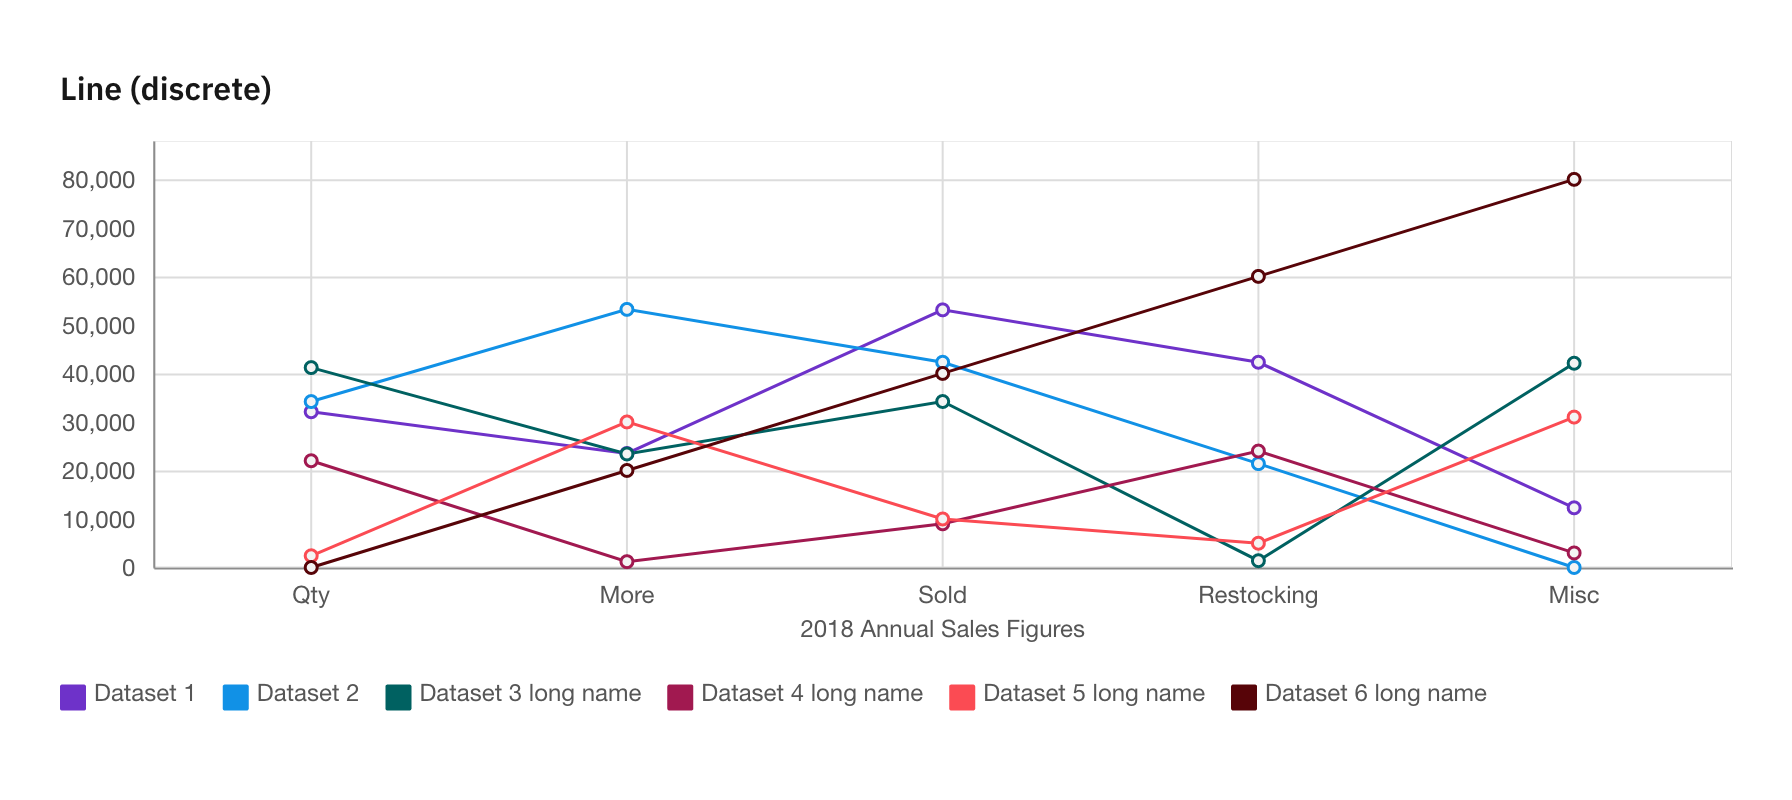 Line (discrete)
80,000
70,000
60,000
50,000
40,000
30,000
20,000
10,000
0
Qty More Sold Restocking Misc
2018 Annual Sales Figures
Dataset 1 Dataset 2 Dataset 3 long name Dataset 4 long name Dataset 5 long name Dataset 6 long name